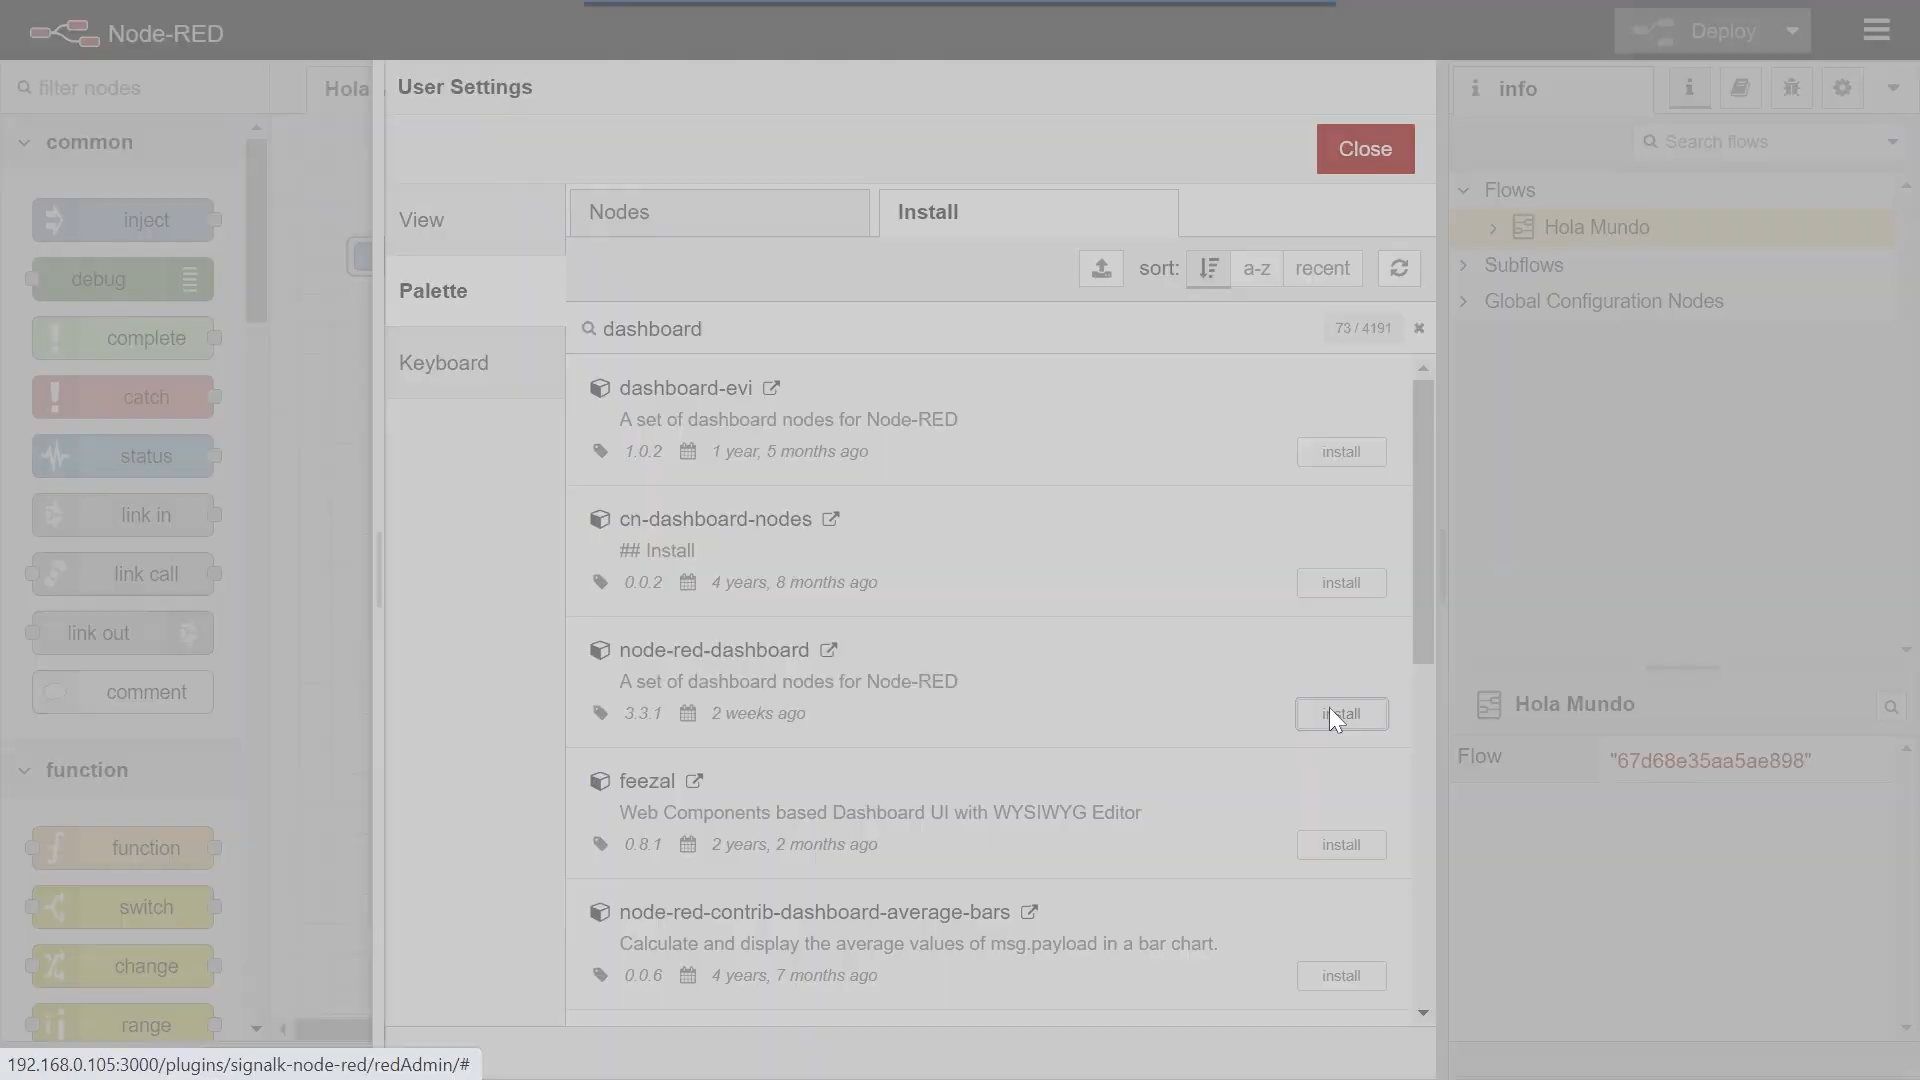 Node-RED
Deploy
filter nodes
Hola
User Settings
info
Close
Search flows
common
View
Nodes
Install
Flows
Hola Mundo
inject
sort:
a-z
recent
Subflows
debug
Palette
Global Configuration Nodes
complete
dashboard
73 / 4191
Keyboard
catch
dashboard-evi
A set of dashboard nodes for Node-RED
status
1.0.2
1 year, 5 months ago
install
link in
cn-dashboard-nodes
## Install
link call
0.0.2
4 years, 8 months ago
install
link out
node-red-dashboard
A set of dashboard nodes for Node-RED
comment
3.3.1
2 weeks ago
install
Hola Mundo
function
feezal
Flow
"67d68e35aa5ae898"
Web Components based Dashboard UI with WYSIWYG Editor
function
0.8.1
2 years, 2 months ago
install
switch
node-red-contrib-dashboard-average-bars
Calculate and display the average values of msg.payload in a bar chart.
change
0.0.6
4 years, 7 months ago
install
range
192.168.0.105:3000/plugins/signalk-node-red/redAdmin/#